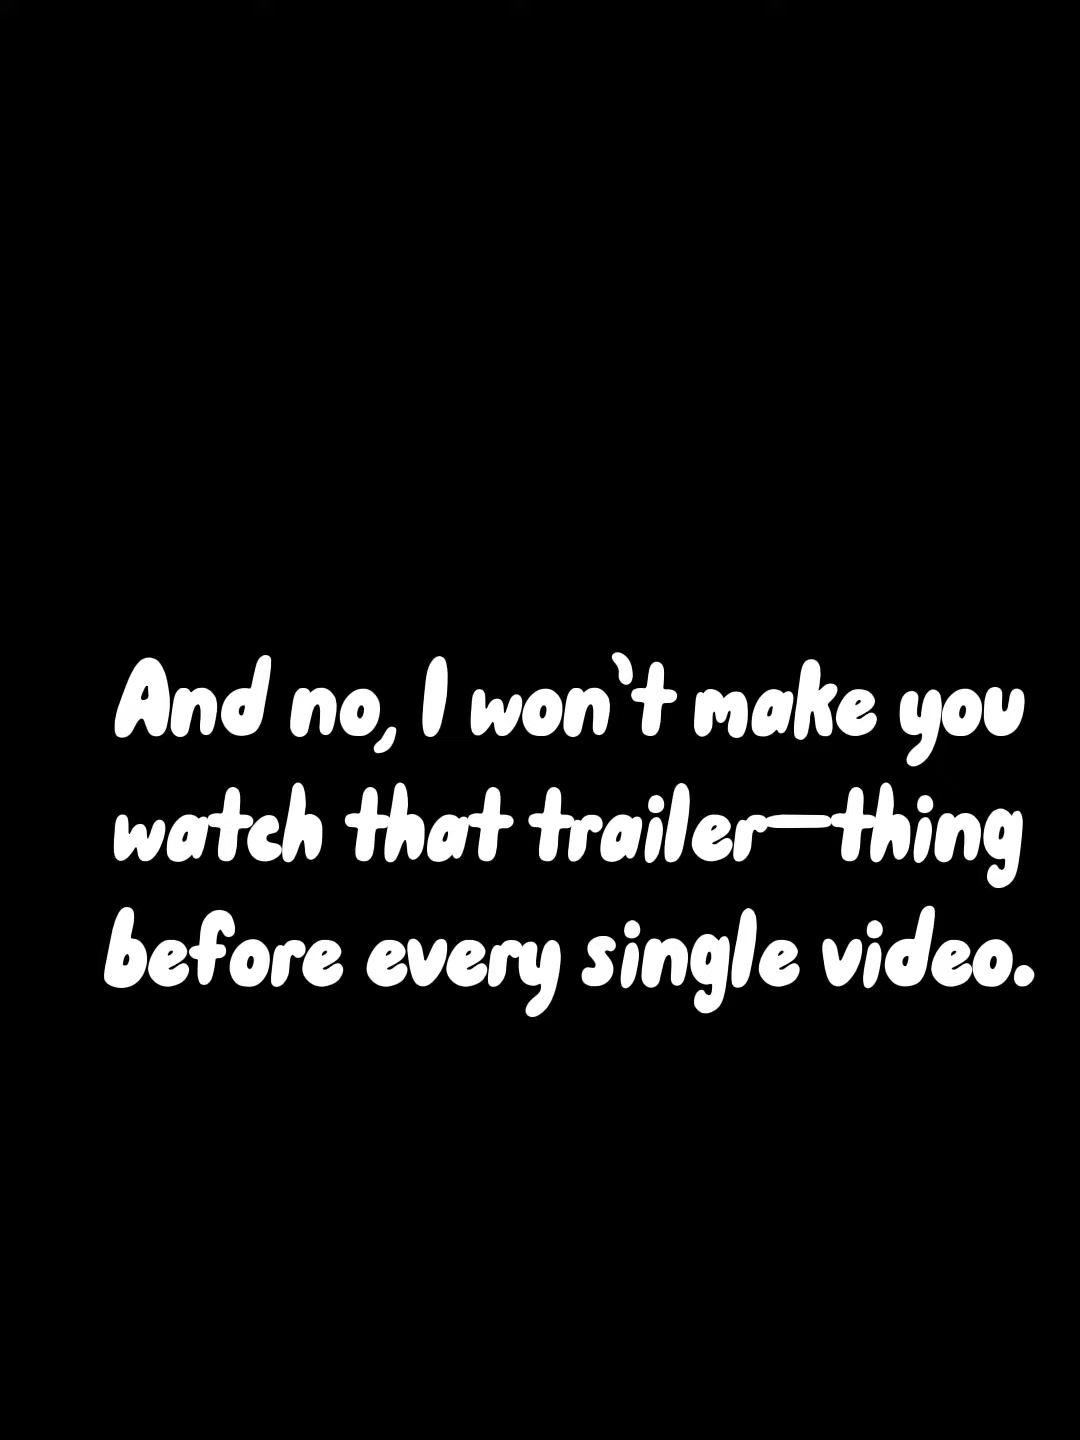 And no, I won't make you
watch that trailer—thing
before every single video.